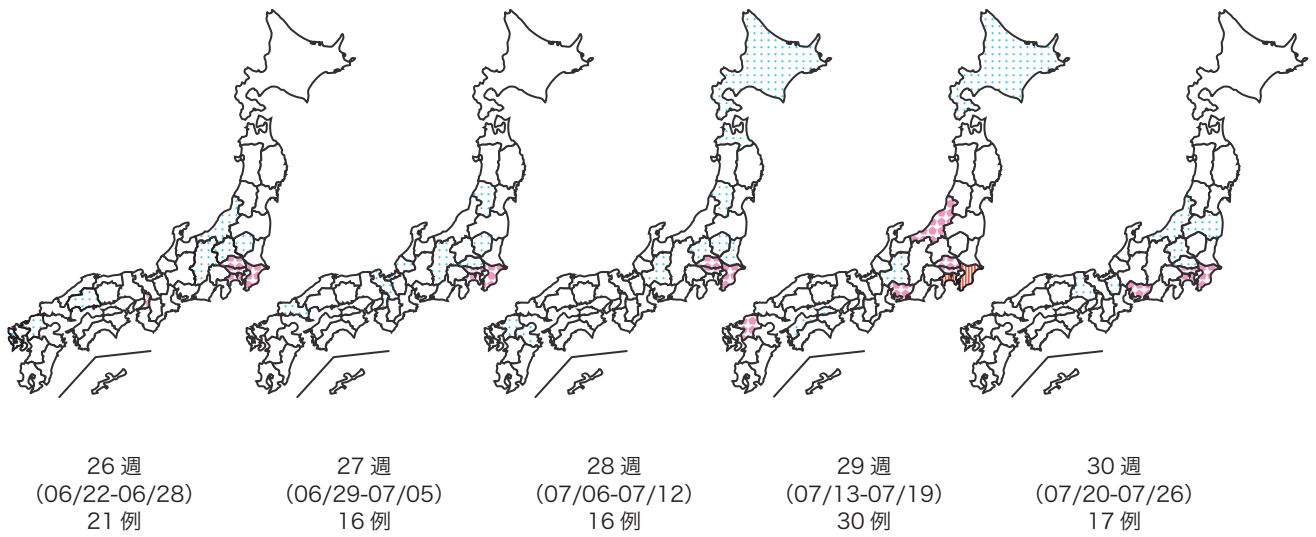 26 週
（06/22-06/28）
21 例
27 週
（06/29-07/05）
16 例
28 週
（07/06-07/12）
16 例
29 週
（07/13-07/19）
30 例
30 週
（07/20-07/26）
17 例